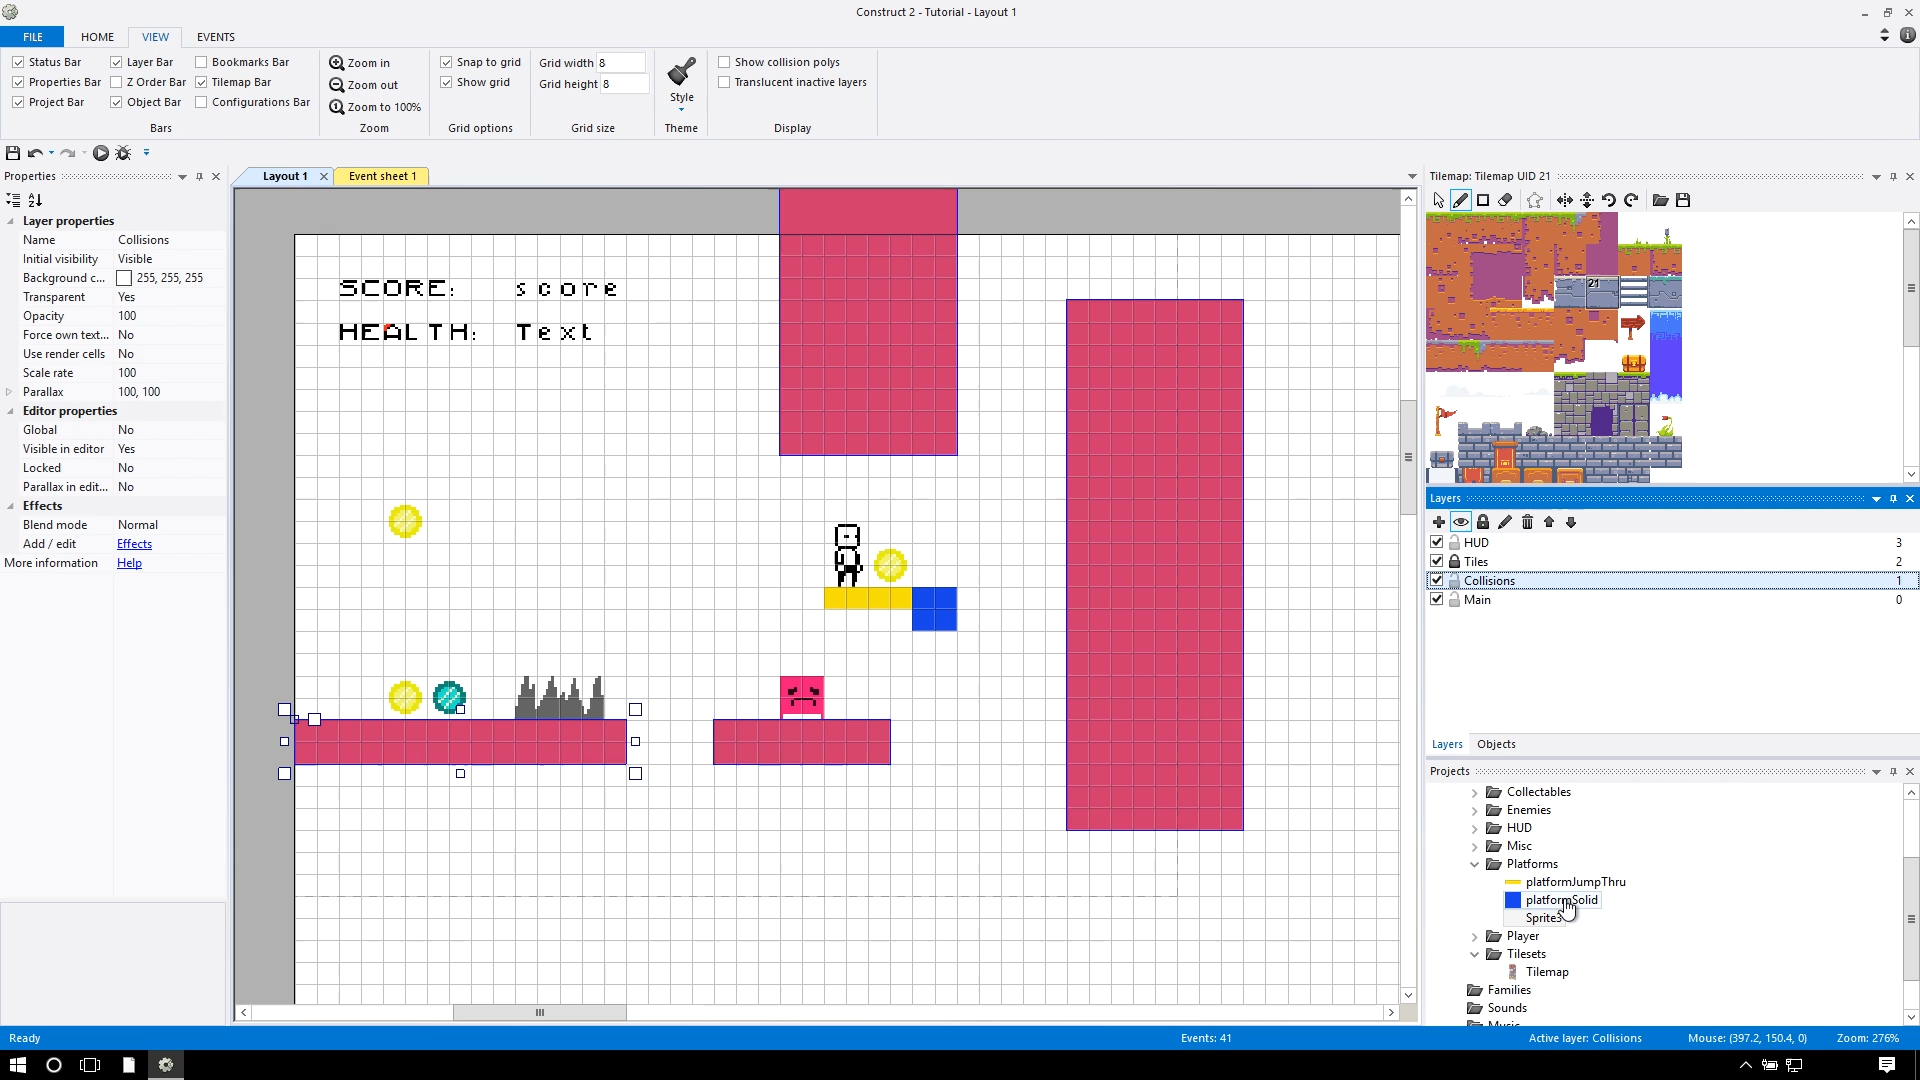 Construct 2 - Tutorial - Layout 1
FILE HOME VIEW EVENTS
Status Bar Layer Bar Bookmarks Bar Zoom in Snap to grid Grid width 8 Show collision polys
Properties Bar Z Order Bar Tilemap Bar Zoom out Show grid Grid height 8 Translucent inactive layers
Project Bar Object Bar Configurations Bar Zoom to 100% Style
Bars Zoom Grid options Grid size Theme Display
Properties Layout 1 Event sheet 1 Tilemap: Tilemap UID 21
Layer properties
Name Collisions
Initial visibility Visible
Background c... 255, 255, 255
Transparent Yes
Opacity 100
Force own text... No
Use render cells No
Scale rate 100
Parallax 100, 100
Editor properties
Global No
Visible in editor Yes
Locked No
Parallax in edit... No
Effects
Blend mode Normal
Add / edit Effects
More information Help
SCORE: score
HEALTH: Text
21
Layers
HUD 3
Tiles 2
Collisions 1
Main 0
Layers Objects
Projects
Collectables
Enemies
HUD
Misc
Platforms
platformJumpThru
platformSolid
Sprite3
Player
Tilesets
Tilemap
Families
Sounds
Music
Ready Events: 41 Active layer: Collisions Mouse: (397.2, 150.4, 0) Zoom: 276%